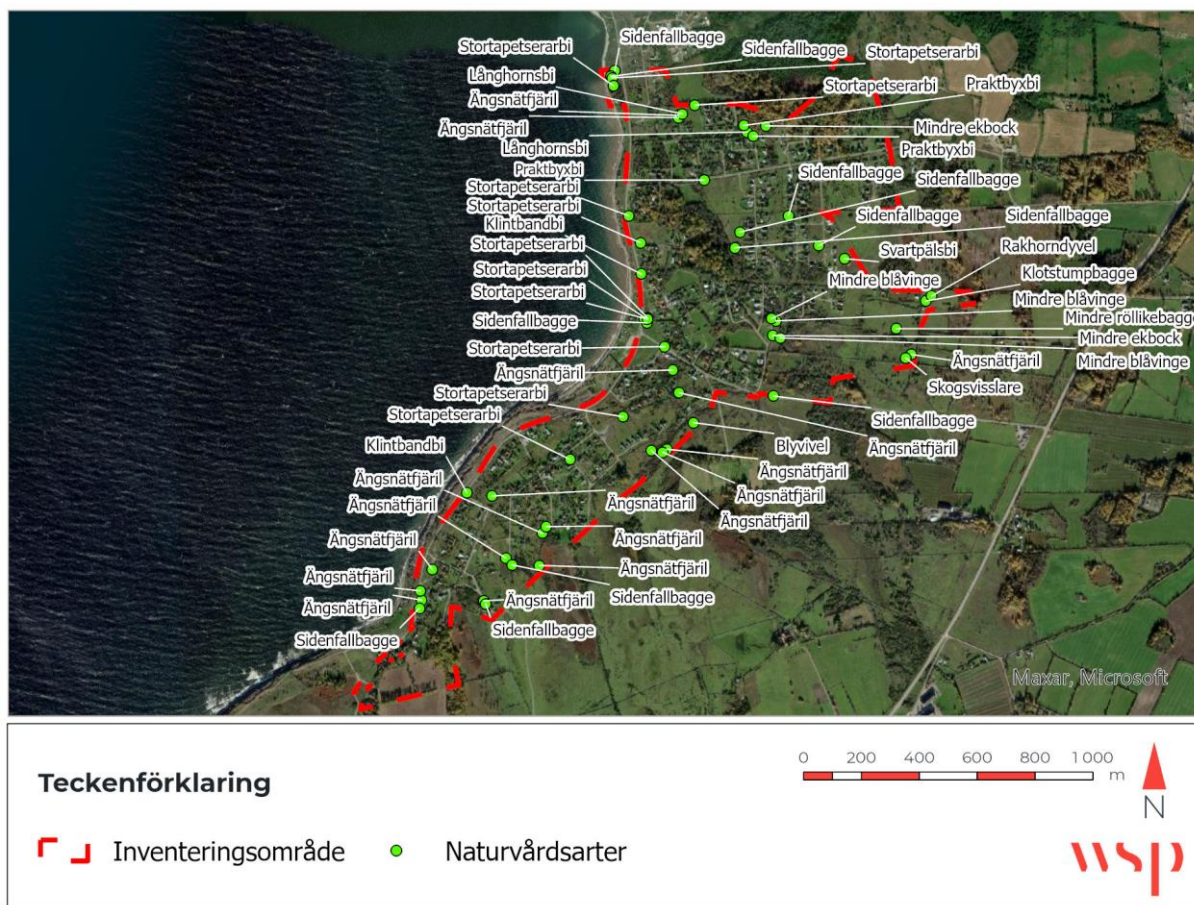 Sidenfallbagge
Stortapetserarbi
Sidenfallbagge
Stortapetserarbi
Långhornsbi
Praktbyxbi
Ängsnätfjäril
Stortapetserarbi
Ängsnätfjäril
Mindre ekbock
Långhornsbi
Praktbyxbi
Praktbyxbi
Sidenfallbagge
Stortapetserarbi
Sidenfallbagge
Stortapetserarbi
Sidenfallbagge
Sidenfallbagge
Klintbandbi
Stortapetserarbi
Svartpälsbi
Rakhorndyvel
Stortapetserarbi
Mindre blåvinge
Klotstumpbagge
Stortapetserarbi
Mindre blåvinge
Sidenfallbagge
Mindre röllikebagge
Stortapetserarbi
Mindre ekbock
Ängsnätfjäril
Ängsnätfjäril
Mindre blåvinge
Stortapetserarbi
Skogsvisslare
Stortapetserarbi
Sidenfallbagge
Klintbandbi
Blyvivel
Ängsnätfjäril
Ängsnätfjäril
Ängsnätfjäril
Ängsnätfjäril
Ängsnätfjäril
Ängsnätfjäril
Ängsnätfjäril
Ängsnätfjäril
Ängsnätfjäril
Ängsnätfjäril
Ängsnätfjäril
Ängsnätfjäril
Sidenfallbagge
Ängsnätfjäril
Ängsnätfjäril
Sidenfallbagge
Sidenfallbagge
Maxar, Microsoft
Teckenförklaring
0 200 400 600 800 1 000
m
N
Inventeringsområde
Naturvårdsarter
wsp